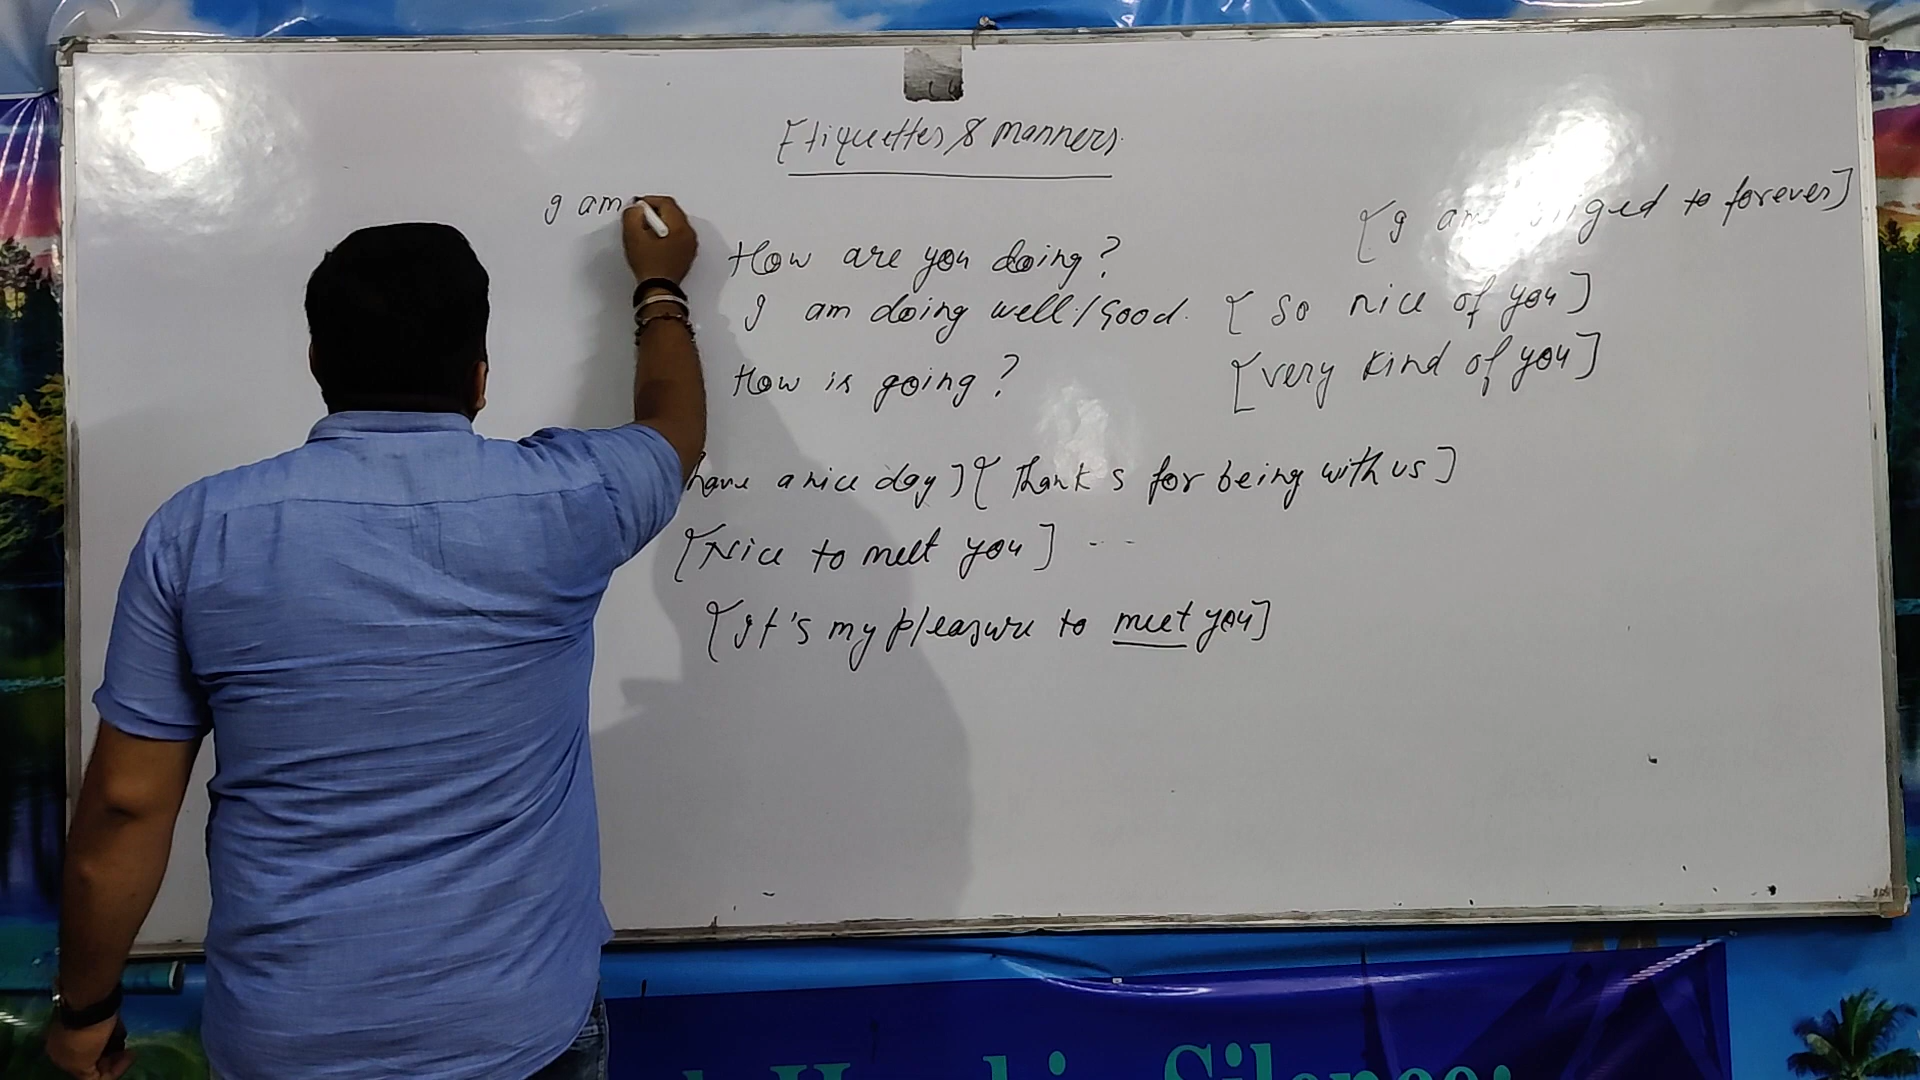 Etiquettes & manners.
I am
[I am to forever]
How are you doing?
I am doing well/Good. [So nice of you]
How is going? [very kind of you]
have a nice day] [Thank s for being with us]
[Nice to meet you] --
[It's my pleasure to meet you]
Silence: